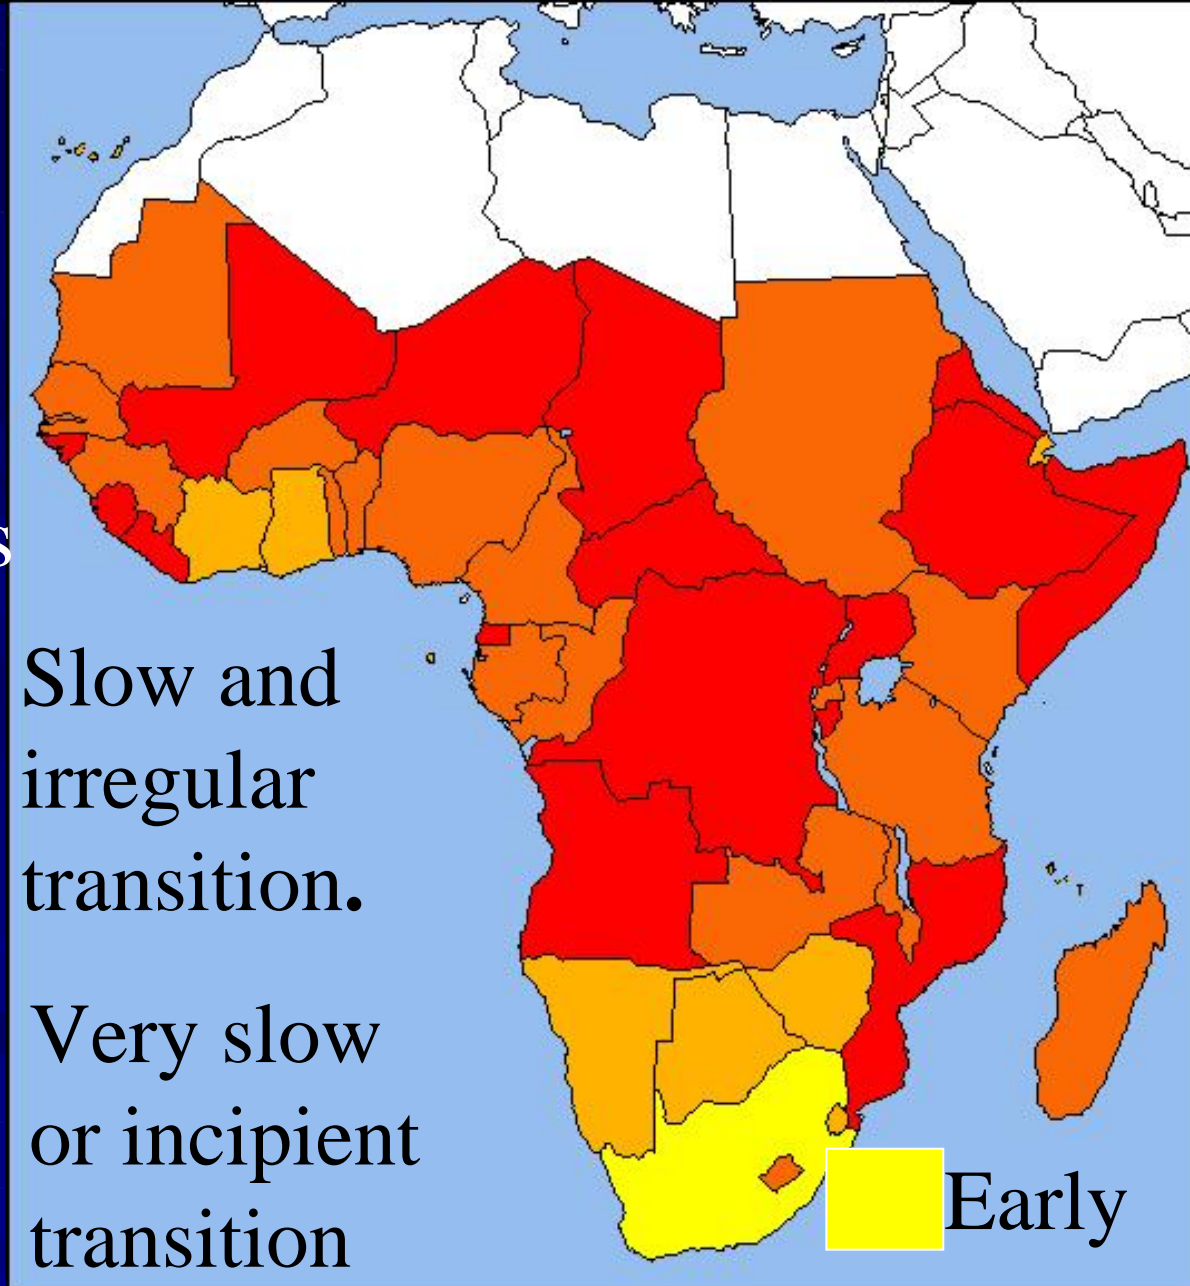 s
Slow and
irregular
transition.
Very slow
or incipient
transition
Early